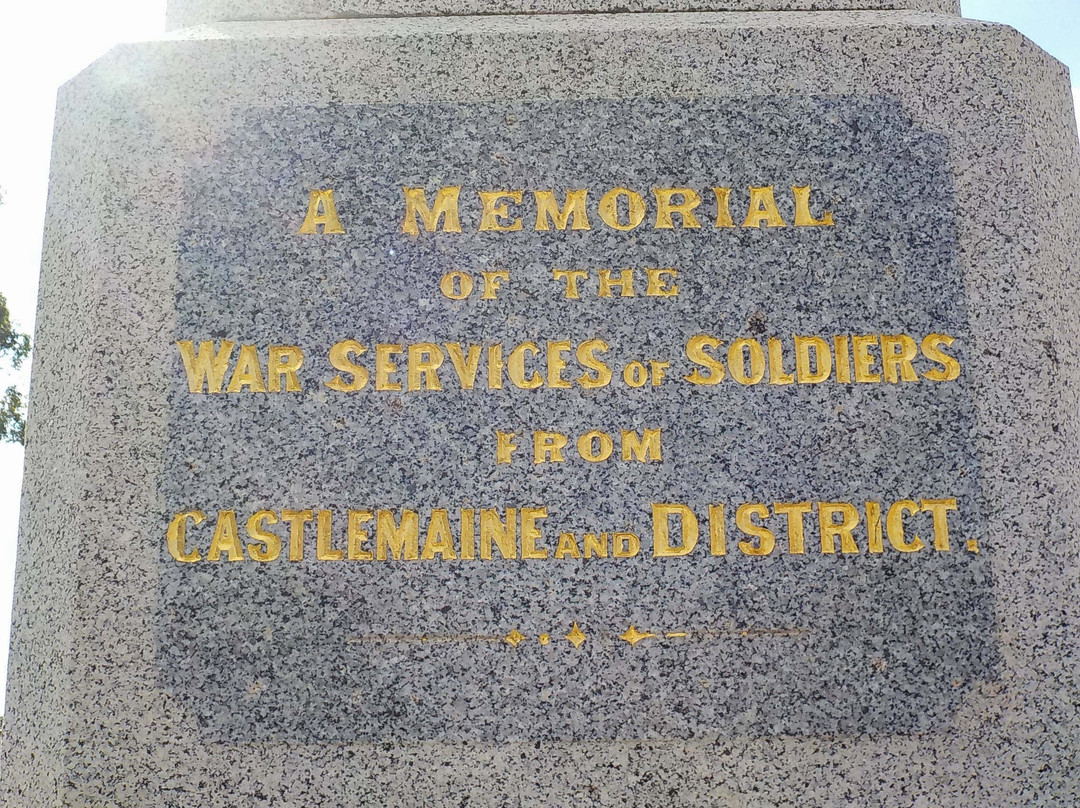 A MEMORIAL
OF THE
WAR SERVICES OF SOLDIERS
FROM
CASTLEMAINE AND DISTRICT.